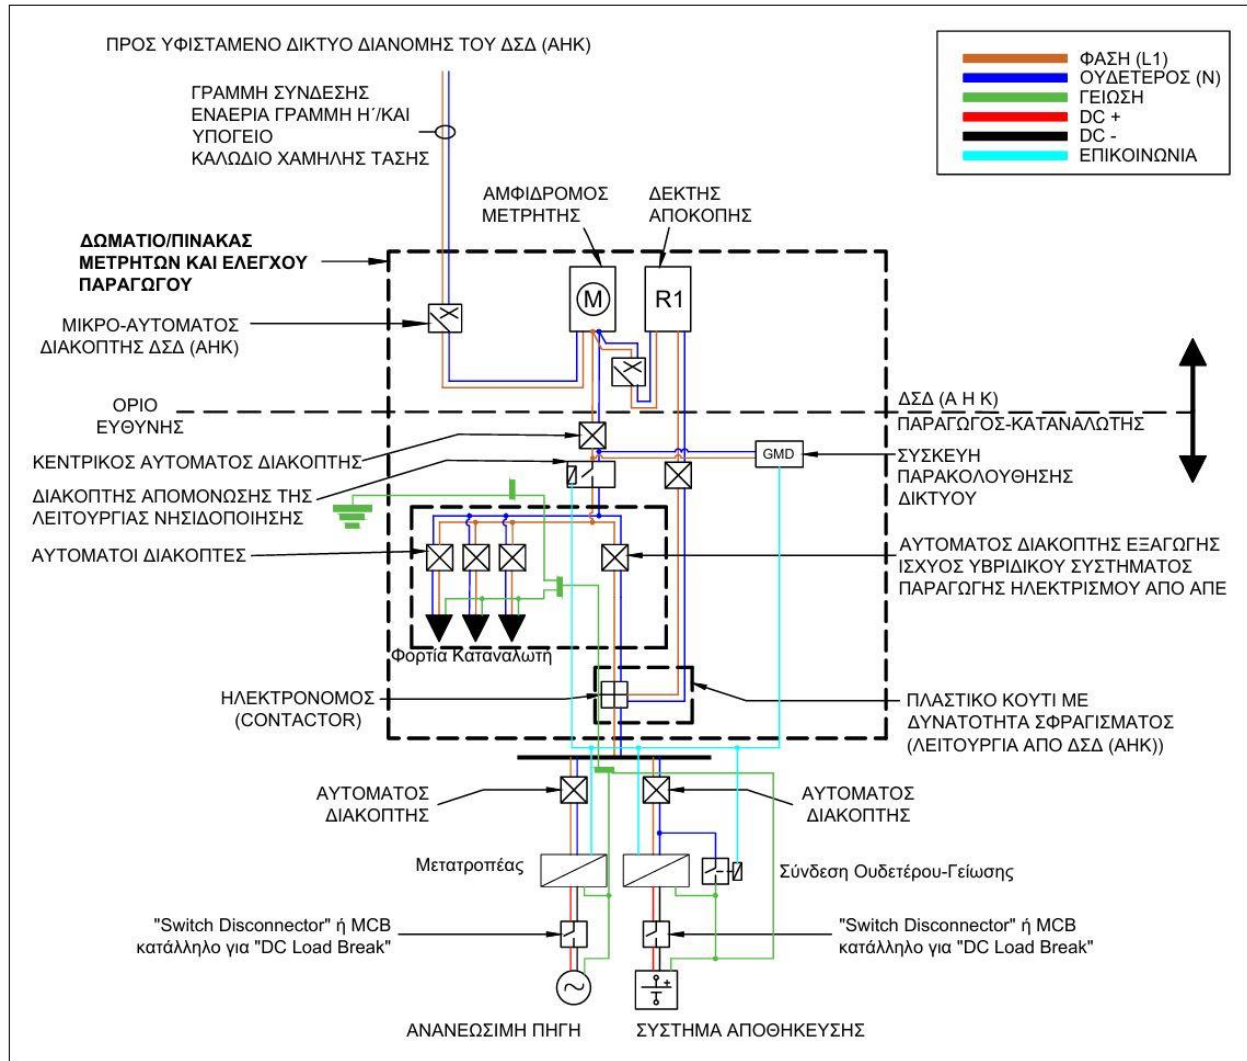 ΠΡΟΣ ΥΦΙΣΤΑΜΕΝΟ ΔΙΚΤΥΟ ΔΙΑΝΟΜΗΣ ΤΟΥ ΔΣΔ (ΑΗΚ)
ΓΡΑΜΜΗ ΣΥΝΔΕΣΗΣ
ΕΝΑΕΡΙΑ ΓΡΑΜΜΗ Η΄/ΚΑΙ
ΥΠΟΓΕΙΟ
ΚΑΛΩΔΙΟ ΧΑΜΗΛΗΣ ΤΑΣΗΣ
ΦΑΣΗ (L1)
ΟΥΔΕΤΕΡΟΣ (N)
ΓΕΙΩΣΗ
DC +
DC -
ΕΠΙΚΟΙΝΩΝΙΑ
ΑΜΦΙΔΡΟΜΟΣ
ΜΕΤΡΗΤΗΣ
ΔΕΚΤΗΣ
ΑΠΟΚΟΠΗΣ
ΔΩΜΑΤΙΟ/ΠΙΝΑΚΑΣ
ΜΕΤΡΗΤΩΝ ΚΑΙ ΕΛΕΓΧΟΥ
ΠΑΡΑΓΩΓΟΥ
M
R1
ΜΙΚΡΟ-ΑΥΤΟΜΑΤΟΣ
ΔΙΑΚΟΠΤΗΣ ΔΣΔ (ΑΗΚ)
ΟΡΙΟ
ΕΥΘΥΝΗΣ
ΔΣΔ (Α Η Κ)
ΠΑΡΑΓΩΓΟΣ-ΚΑΤΑΝΑΛΩΤΗΣ
ΚΕΝΤΡΙΚΟΣ ΑΥΤΟΜΑΤΟΣ ΔΙΑΚΟΠΤΗΣ
GMD
ΣΥΣΚΕΥΗ
ΠΑΡΑΚΟΛΟΥΘΗΣΗΣ
ΔΙΚΤΥΟΥ
ΔΙΑΚΟΠΤΗΣ ΑΠΟΜΟΝΩΣΗΣ ΤΗΣ
ΛΕΙΤΟΥΡΓΙΑΣ ΝΗΣΙΔΟΠΟΙΗΣΗΣ
ΑΥΤΟΜΑΤΟΙ ΔΙΑΚΟΠΤΕΣ
ΑΥΤΟΜΑΤΟΣ ΔΙΑΚΟΠΤΗΣ ΕΞΑΓΩΓΗΣ
ΙΣΧΥΟΣ ΥΒΡΙΔΙΚΟΥ ΣΥΣΤΗΜΑΤΟΣ
ΠΑΡΑΓΩΓΗΣ ΗΛΕΚΤΡΙΣΜΟΥ ΑΠΟ ΑΠΕ
Φορτία Καταναλωτή
ΗΛΕΚΤΡΟΝΟΜΟΣ
(CONTACTOR)
ΠΛΑΣΤΙΚΟ ΚΟΥΤΙ ΜΕ
ΔΥΝΑΤΟΤΗΤΑ ΣΦΡΑΓΙΣΜΑΤΟΣ
(ΛΕΙΤΟΥΡΓΙΑ ΑΠΟ ΔΣΔ (ΑΗΚ))
ΑΥΤΟΜΑΤΟΣ
ΔΙΑΚΟΠΤΗΣ
ΑΥΤΟΜΑΤΟΣ
ΔΙΑΚΟΠΤΗΣ
Μετατροπέας
Σύνδεση Ουδετέρου-Γείωσης
"Switch Disconnector" ή MCB
κατάλληλο για "DC Load Break"
"Switch Disconnector" ή MCB
κατάλληλο για "DC Load Break"
ΑΝΑΝΕΩΣΙΜΗ ΠΗΓΗ
ΣΥΣΤΗΜΑ ΑΠΟΘΗΚΕΥΣΗΣ